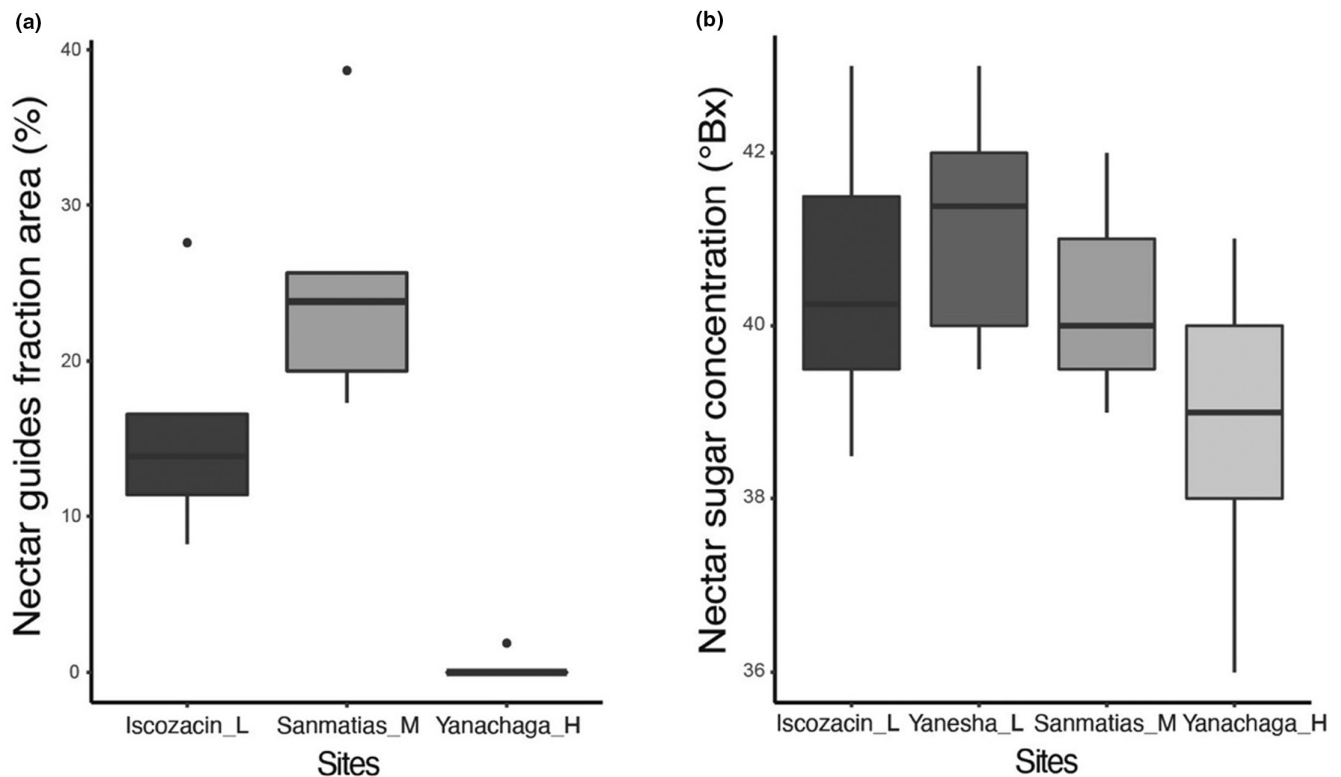 (a)
Nectar guides fraction area (%)
40
30
20
10
0
Iscozacin_L Sanmatias_M Yanachaga_H
Sites
(b)
Nectar sugar concentration (°Bx)
42
40
38
36
Iscozacin_L Yanesha_L Sanmatias_M Yanachaga_H
Sites